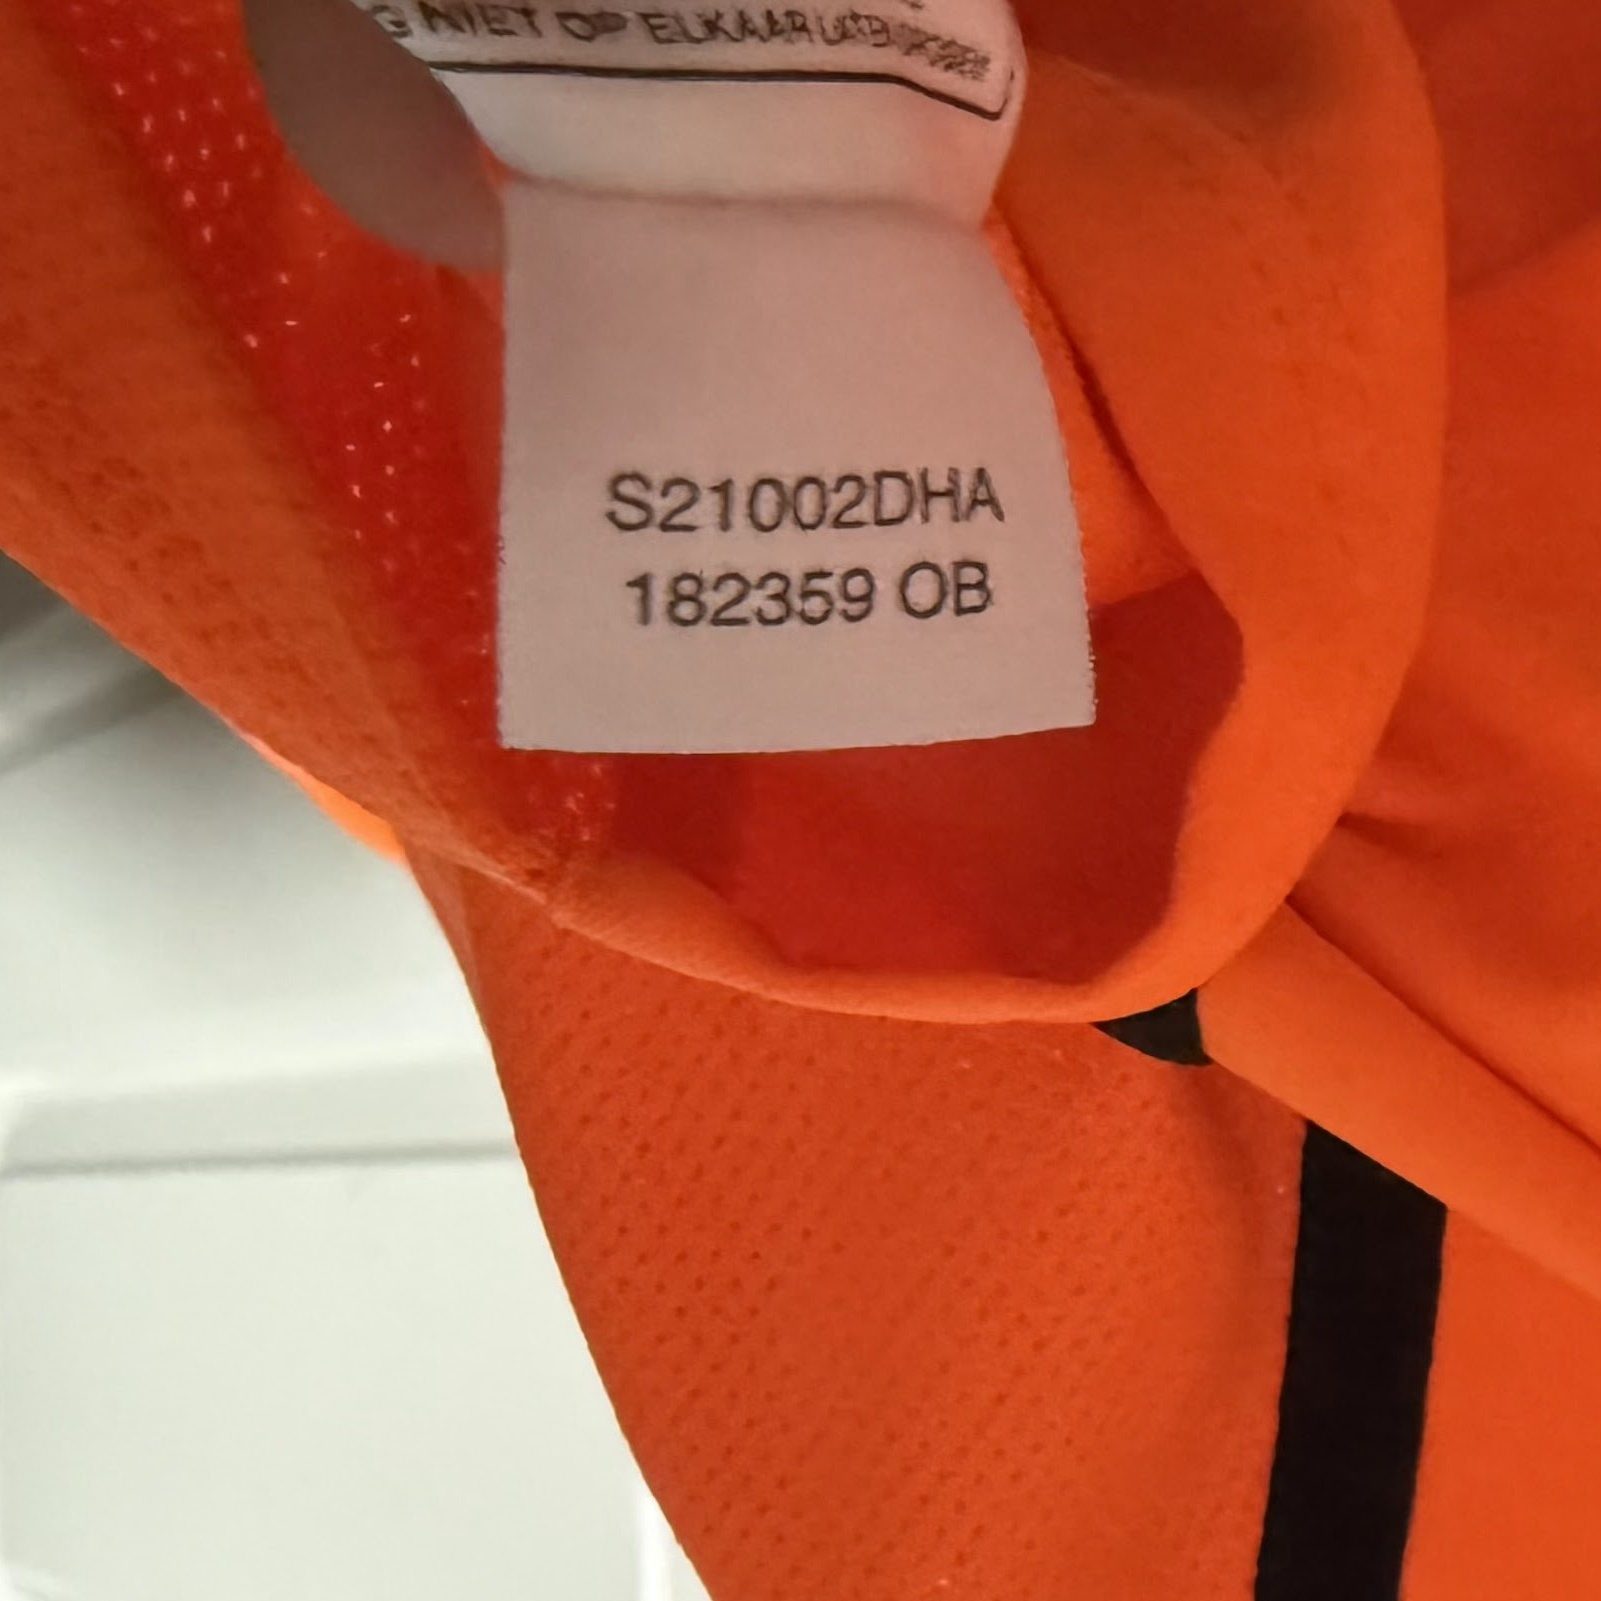 G NIET OP ELKAAR
S21002DHA
182359 OB